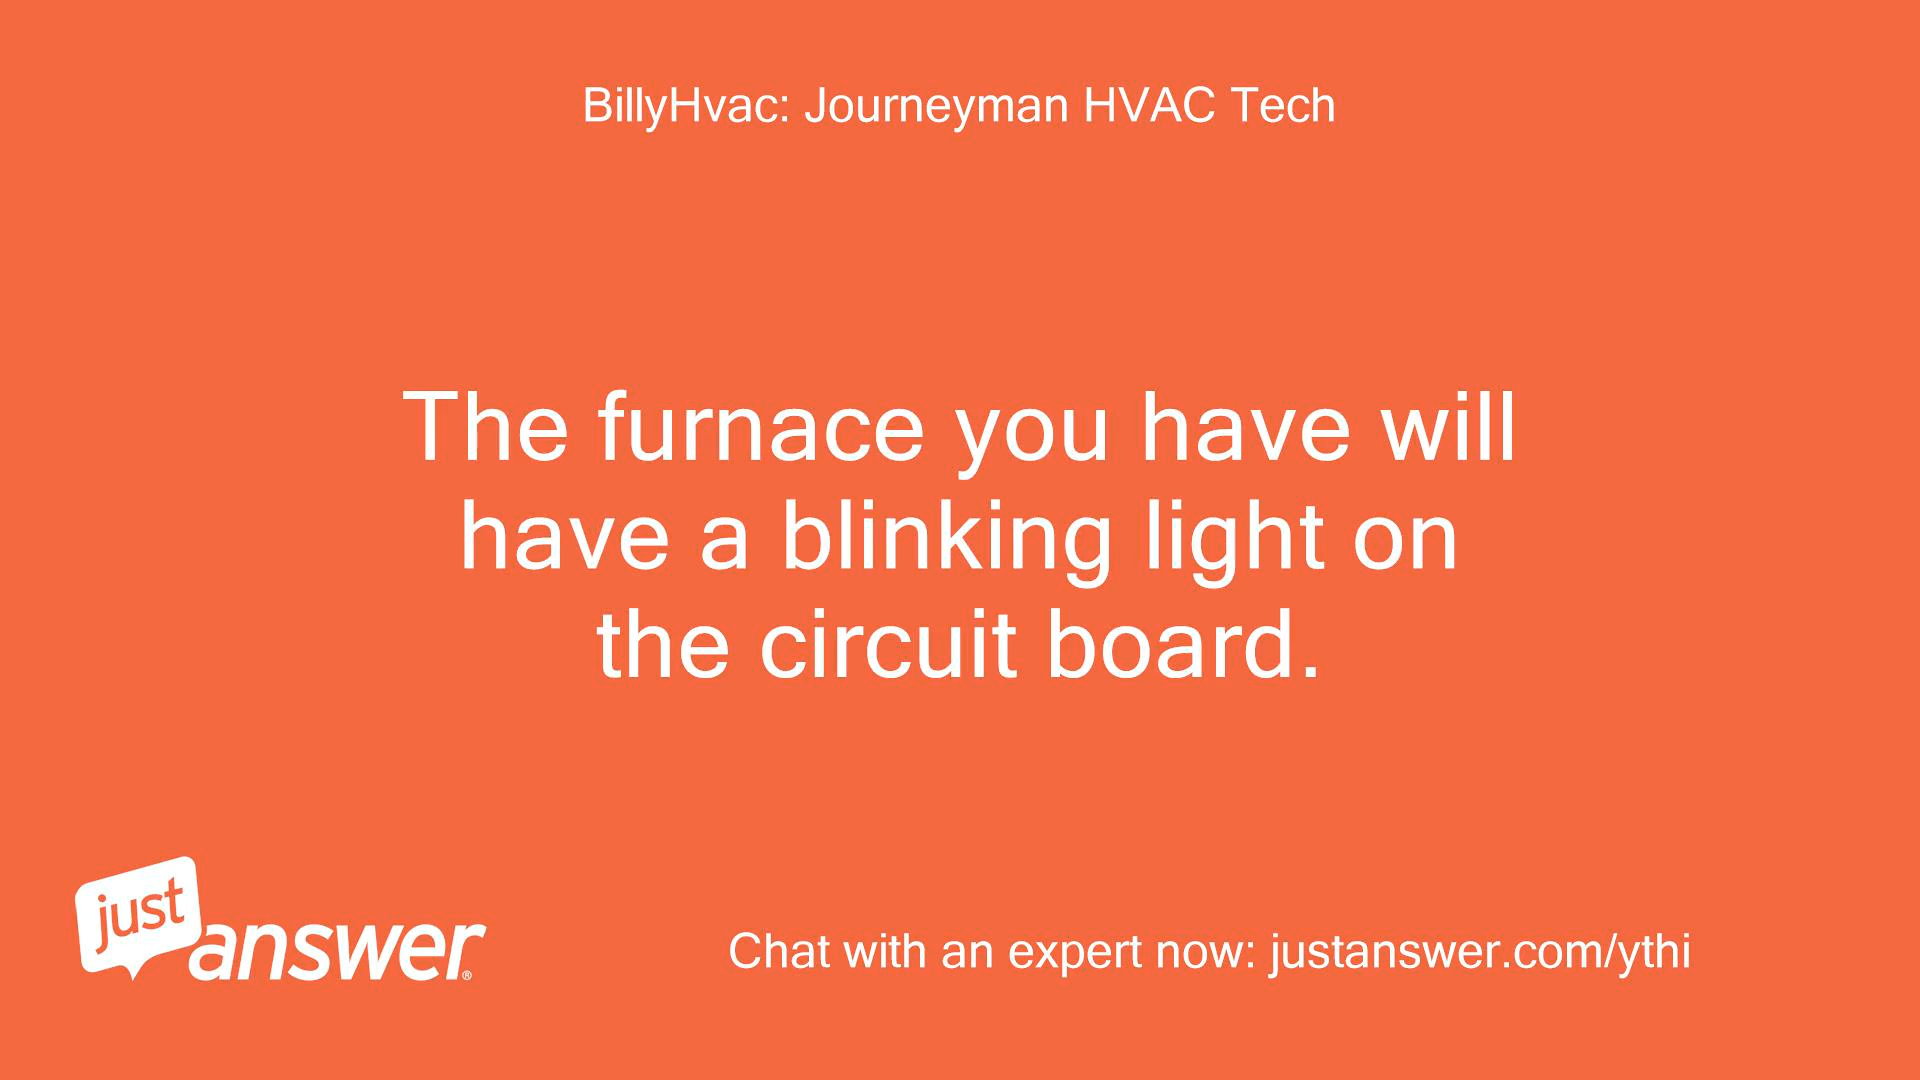 BillyHvac: Journeyman HVAC Tech
The furnace you have will
have a blinking light on
the circuit board.
just
answer®
Chat with an expert now: justanswer.com/ythi